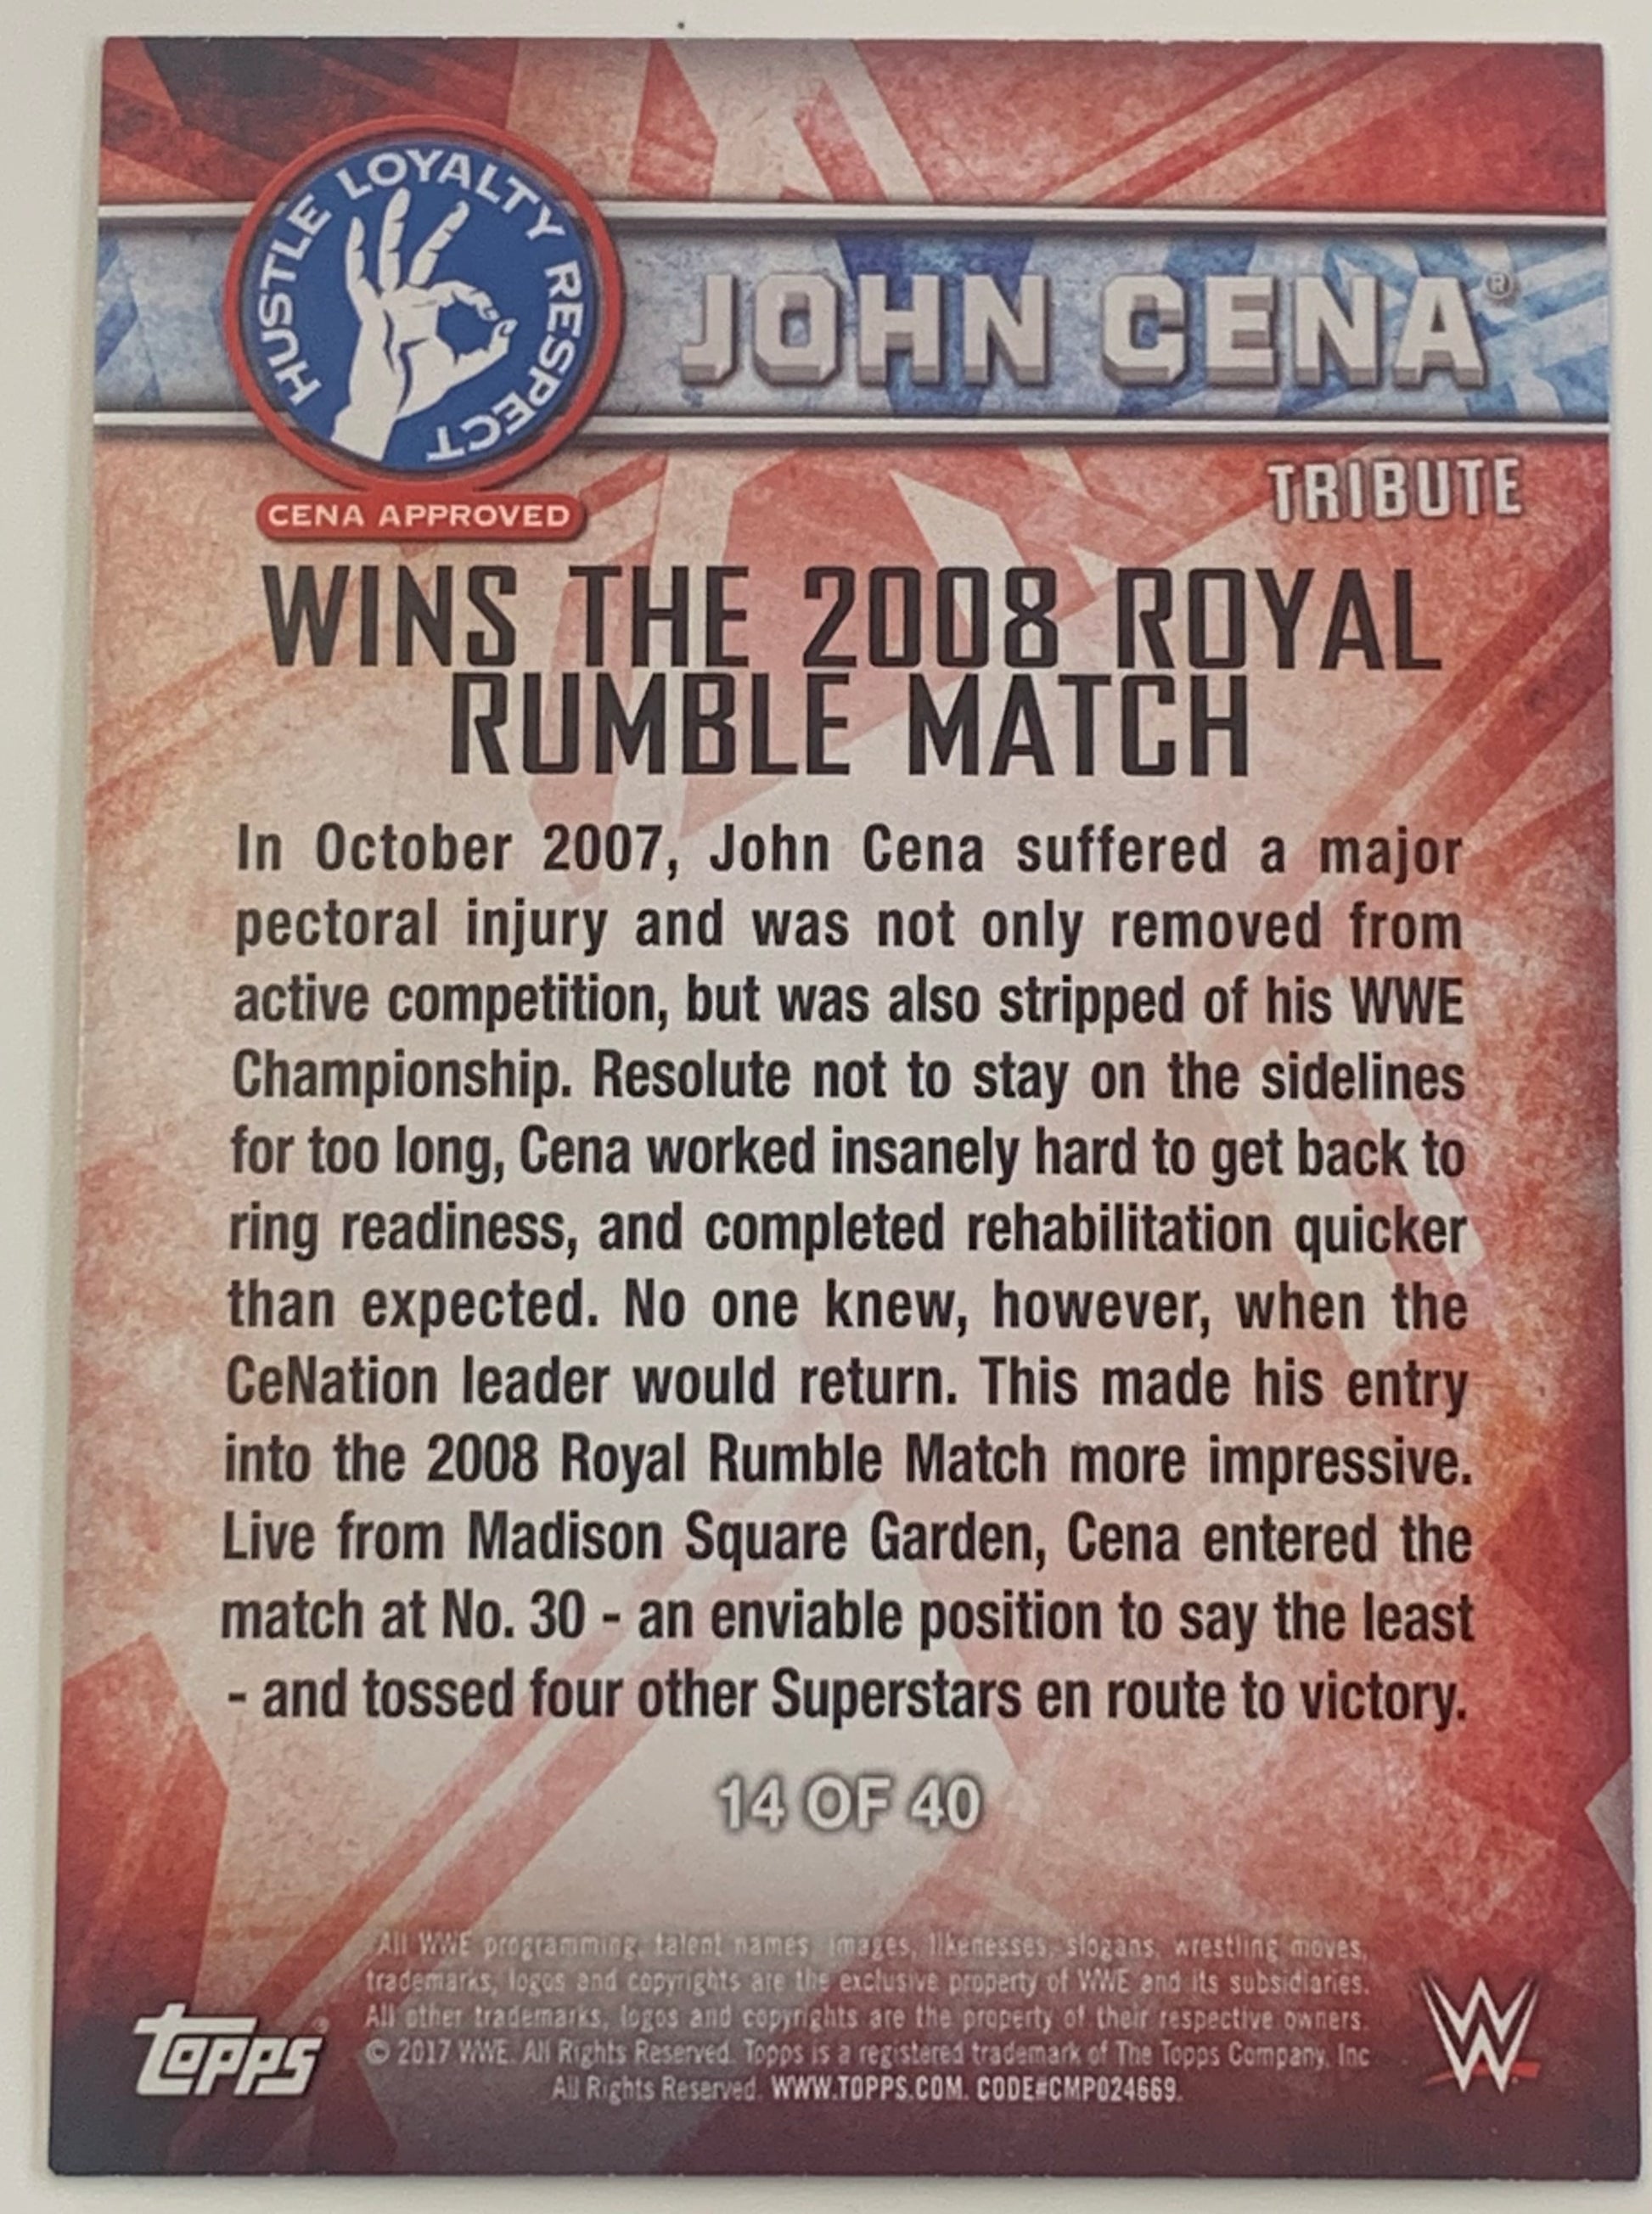 HUSTLE LOYALTY RESPECT
JOHN CENA®
CENA APPROVED
TRIBUTE
WINS THE 2008 ROYAL
RUMBLE MATCH
In October 2007, John Cena suffered a major
pectoral injury and was not only removed from
active competition, but was also stripped of his WWE
Championship. Resolute not to stay on the sidelines
for too long, Cena worked insanely hard to get back to
ring readiness, and completed rehabilitation quicker
than expected. No one knew, however, when the
CeNation leader would return. This made his entry
into the 2008 Royal Rumble Match more impressive.
Live from Madison Square Garden, Cena entered the
match at No. 30 - an enviable position to say the least
- and tossed four other Superstars en route to victory.
14 OF 40
All WWE programming, talent names, images, likenesses, slogans, wrestling moves,
trademarks, logos and copyrights are the exclusive property of WWE and its subsidiaries.
All other trademarks, logos and copyrights are the property of their respective owners.
© 2017 WWE. All Rights Reserved. Topps is a registered trademark of The Topps Company, Inc
All Rights Reserved. WWW.TOPPS.COM. CODE#CMP024669.
Topps®
W